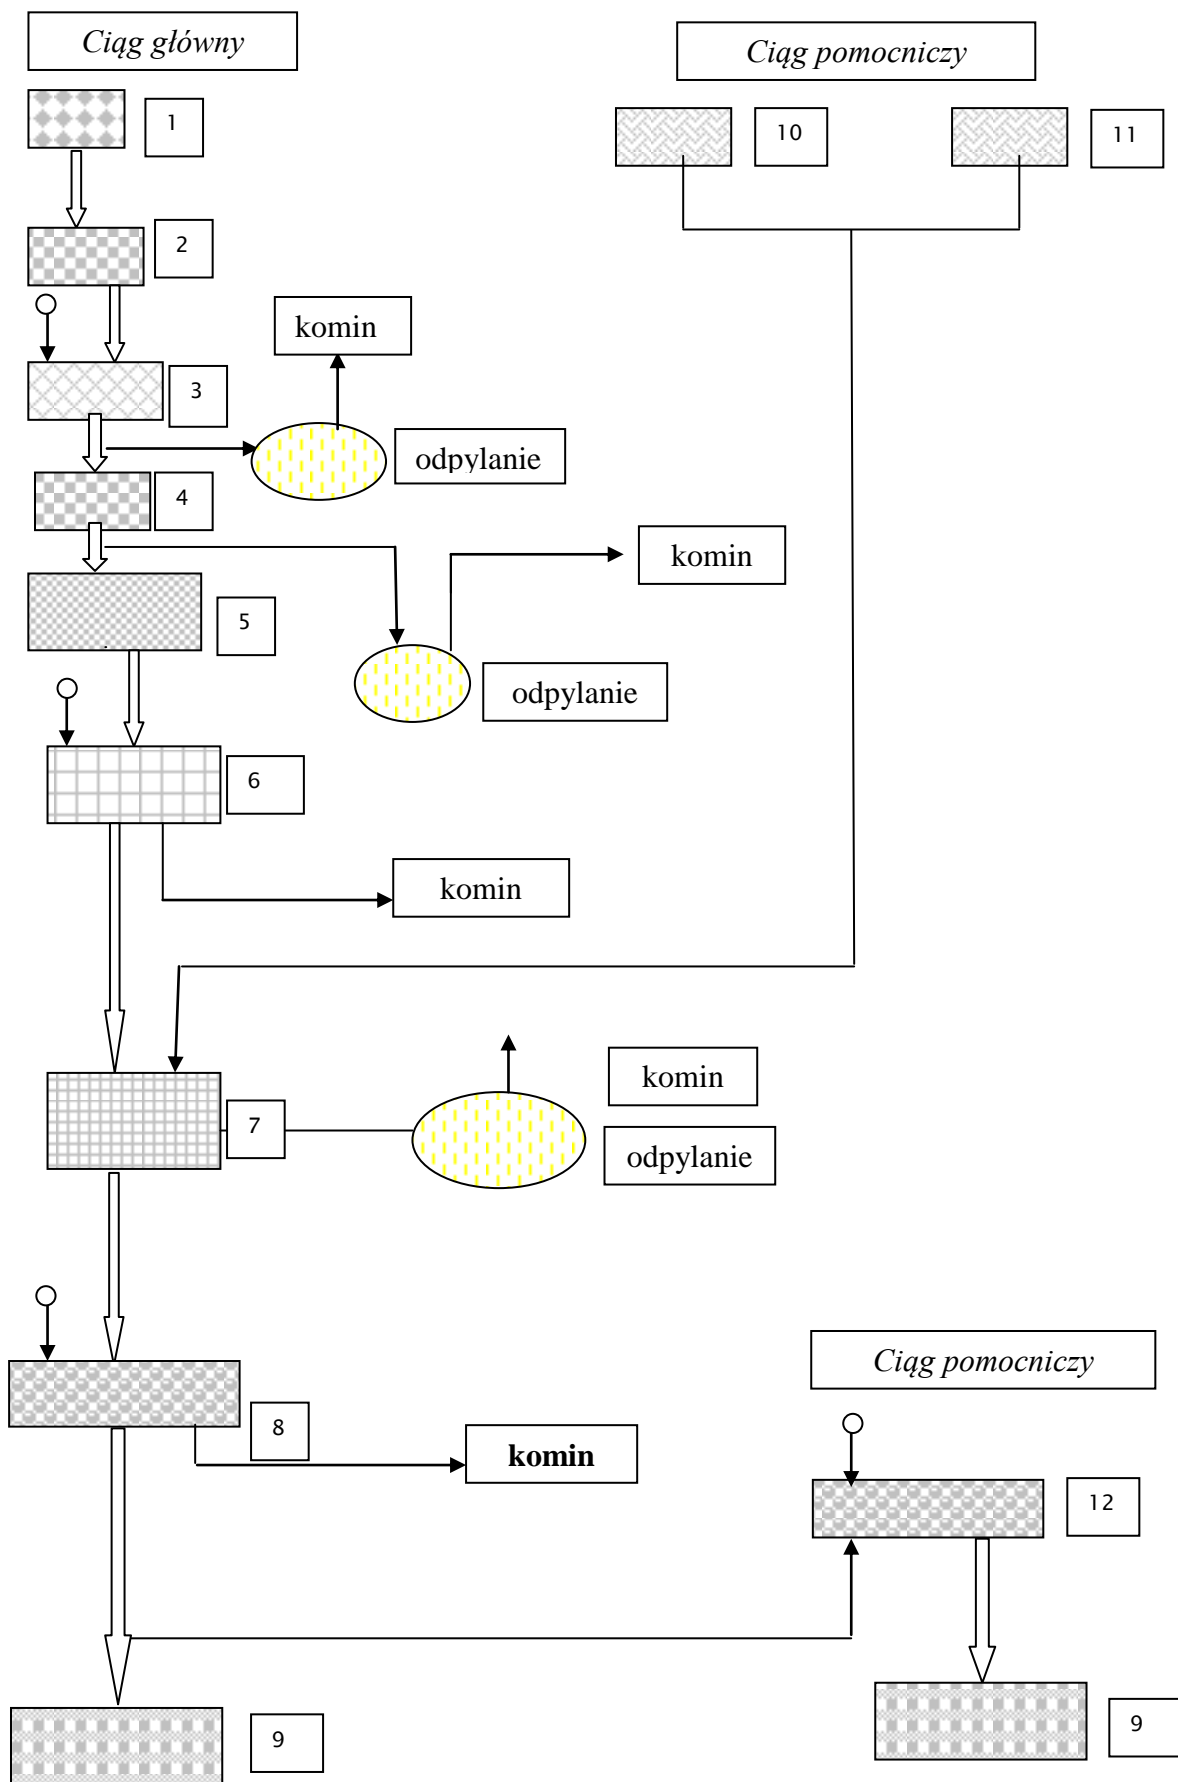 Ciąg główny
Ciąg pomocniczy
1
10
11
2
komin
3
odpylanie
4
komin
5
odpylanie
6
komin
komin
7
odpylanie
Ciąg pomocniczy
8
komin
12
9
9